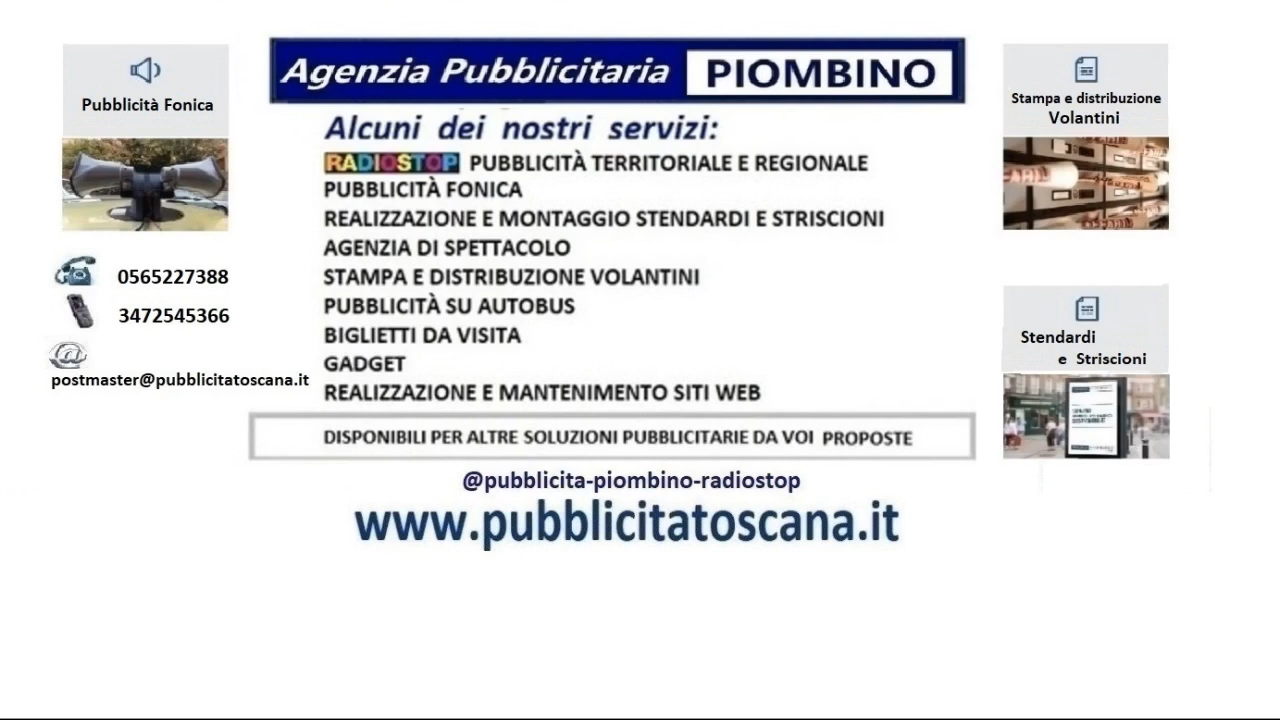 Agenzia Pubblicitaria PIOMBINO
Pubblicità Fonica
Stampa e distribuzione
Volantini
Alcuni dei nostri servizi:
RADIOSTOP PUBBLICITÀ TERRITORIALE E REGIONALE
PUBBLICITÀ FONICA
REALIZZAZIONE E MONTAGGIO STENDARDI E STRISCIONI
AGENZIA DI SPETTACOLO
STAMPA E DISTRIBUZIONE VOLANTINI
PUBBLICITÀ SU AUTOBUS
BIGLIETTI DA VISITA
GADGET
REALIZZAZIONE E MANTENIMENTO SITI WEB
0565227388
3472545366
@
postmaster@pubblicitatoscana.it
Stendardi
e Striscioni
DISPONIBILI PER ALTRE SOLUZIONI PUBBLICITARIE DA VOI PROPOSTE
@pubblicita-piombino-radiostop
www.pubblicitatoscana.it